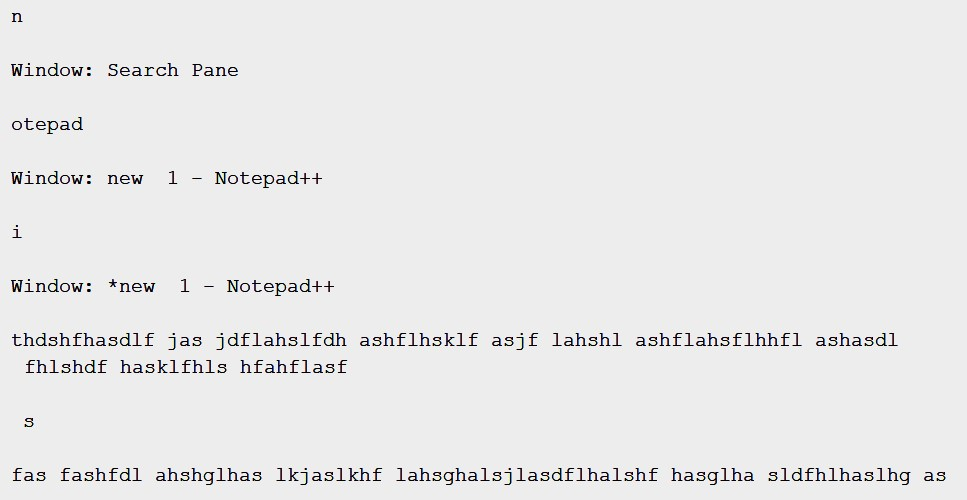 n
Window: Search Pane
otepad
Window: new  1 - Notepad++
i
Window: *new  1 - Notepad++
thdshfhasdlf jas jdflahslfdh ashflhsklf asjf lahshl ashflahsflhhfl ashasdl
fhlshdf hasklfhls hfahflasf
s
fas fashfdl ahshglhas lkjaslkhf lahsghalsjlasdflhalshf hasglha sldfhlhaslhg as